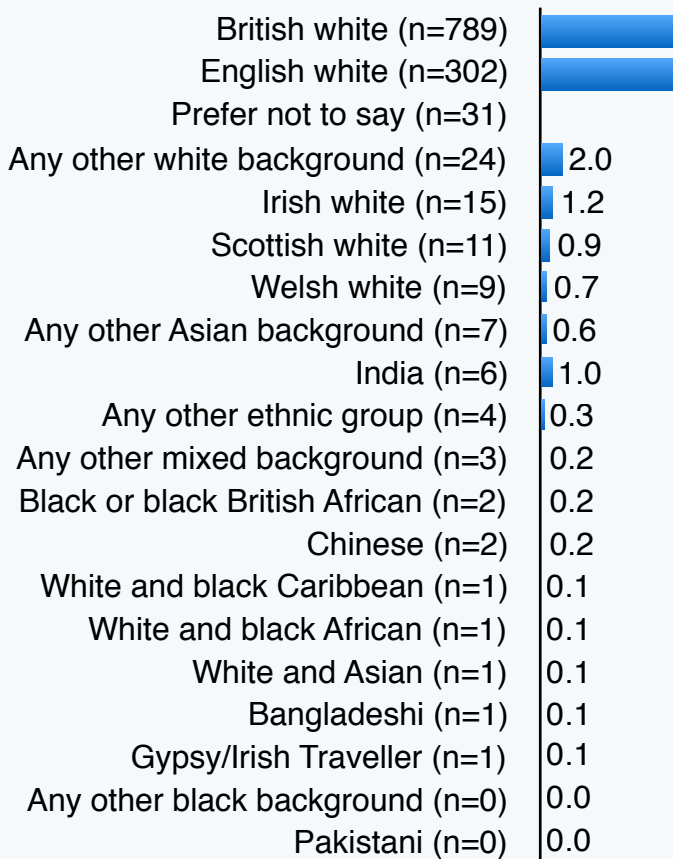 British white (n=789)
English white (n=302)
Prefer not to say (n=31)
Any other white background (n=24) 2.0
Irish white (n=15) 1.2
Scottish white (n=11) 0.9
Welsh white (n=9) 0.7
Any other Asian background (n=7) 0.6
India (n=6) 1.0
Any other ethnic group (n=4) 0.3
Any other mixed background (n=3) 0.2
Black or black British African (n=2) 0.2
Chinese (n=2) 0.2
White and black Caribbean (n=1) 0.1
White and black African (n=1) 0.1
White and Asian (n=1) 0.1
Bangladeshi (n=1) 0.1
Gypsy/Irish Traveller (n=1) 0.1
Any other black background (n=0) 0.0
Pakistani (n=0) 0.0